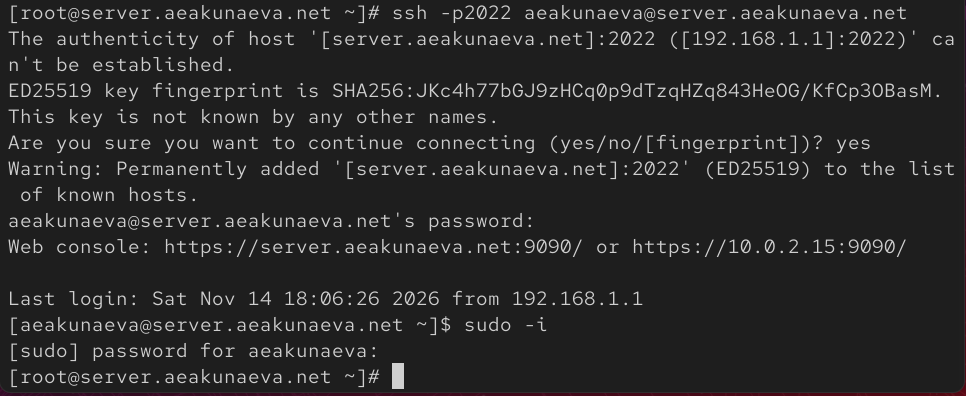 [root@server.aeakunaeva.net ~]# ssh -p2022 aeakunaeva@server.aeakunaeva.net
The authenticity of host '[server.aeakunaeva.net]:2022 ([192.168.1.1]:2022)' ca
n't be established.
ED25519 key fingerprint is SHA256:JKc4h77bGJ9zHCq0p9dTzqHZq843HeOG/KfCp3OBasM.
This key is not known by any other names.
Are you sure you want to continue connecting (yes/no/[fingerprint])? yes
Warning: Permanently added '[server.aeakunaeva.net]:2022' (ED25519) to the list
 of known hosts.
aeakunaeva@server.aeakunaeva.net's password:
Web console: https://server.aeakunaeva.net:9090/ or https://10.0.2.15:9090/

Last login: Sat Nov 14 18:06:26 2026 from 192.168.1.1
[aeakunaeva@server.aeakunaeva.net ~]$ sudo -i
[sudo] password for aeakunaeva:
[root@server.aeakunaeva.net ~]#